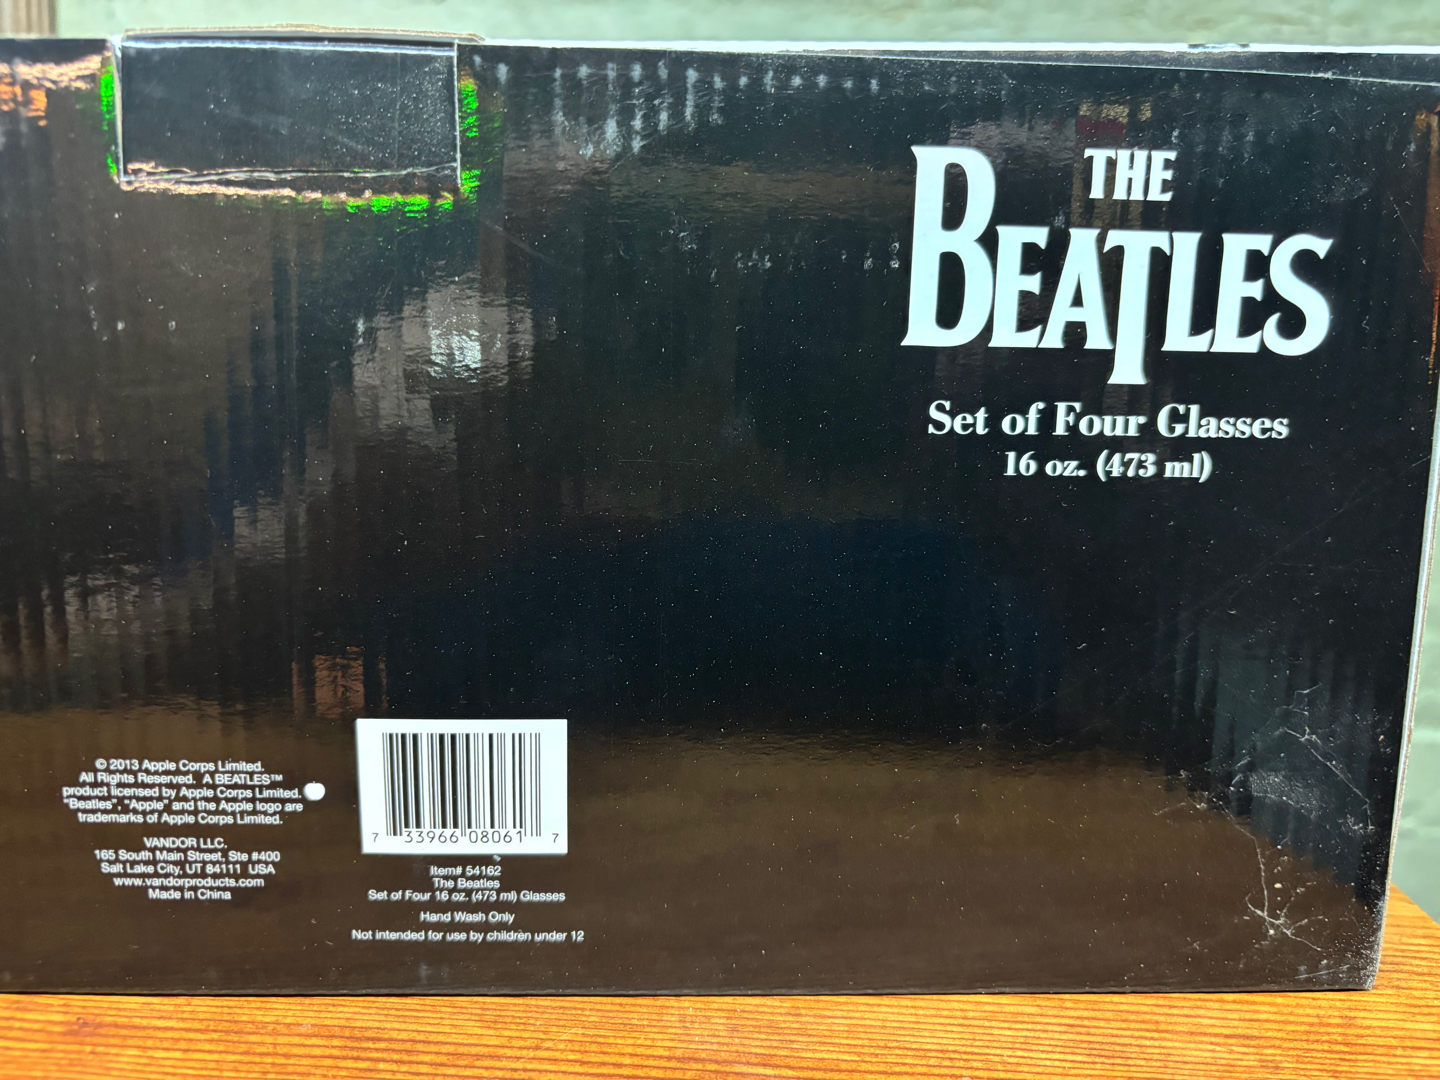 THE
BEATLES
Set of Four Glasses
16 oz. (473 ml)
© 2013 Apple Corps Limited.
All Rights Reserved. A BEATLES™
product licensed by Apple Corps Limited.
"Beatles", "Apple" and the Apple logo are
trademarks of Apple Corps Limited.
VANDOR LLC.
165 South Main Street, Ste #400
Salt Lake City, UT 84111 USA
www.vandorproducts.com
Made in China
7 33966 08061 7
Item# 54162
The Beatles
Set of Four 16 oz. (473 ml) Glasses
Hand Wash Only
Not intended for use by children under 12